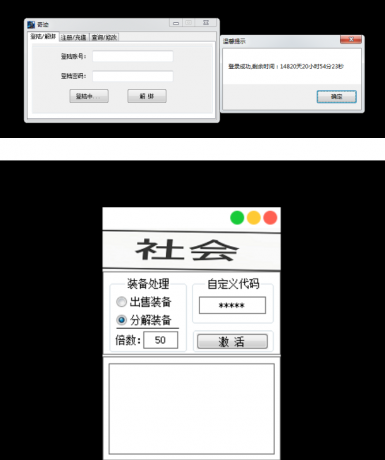 奇迹
温馨提示
登陆/解绑 注册/充值 查询/修改
登陆账号:
登陆密码:
登陆中... 解 绑
登录成功,剩余时间：14820天20小时54分23秒
确定
社会
装备处理
自定义代码
出售装备
*****
分解装备
倍数: 50
激 活